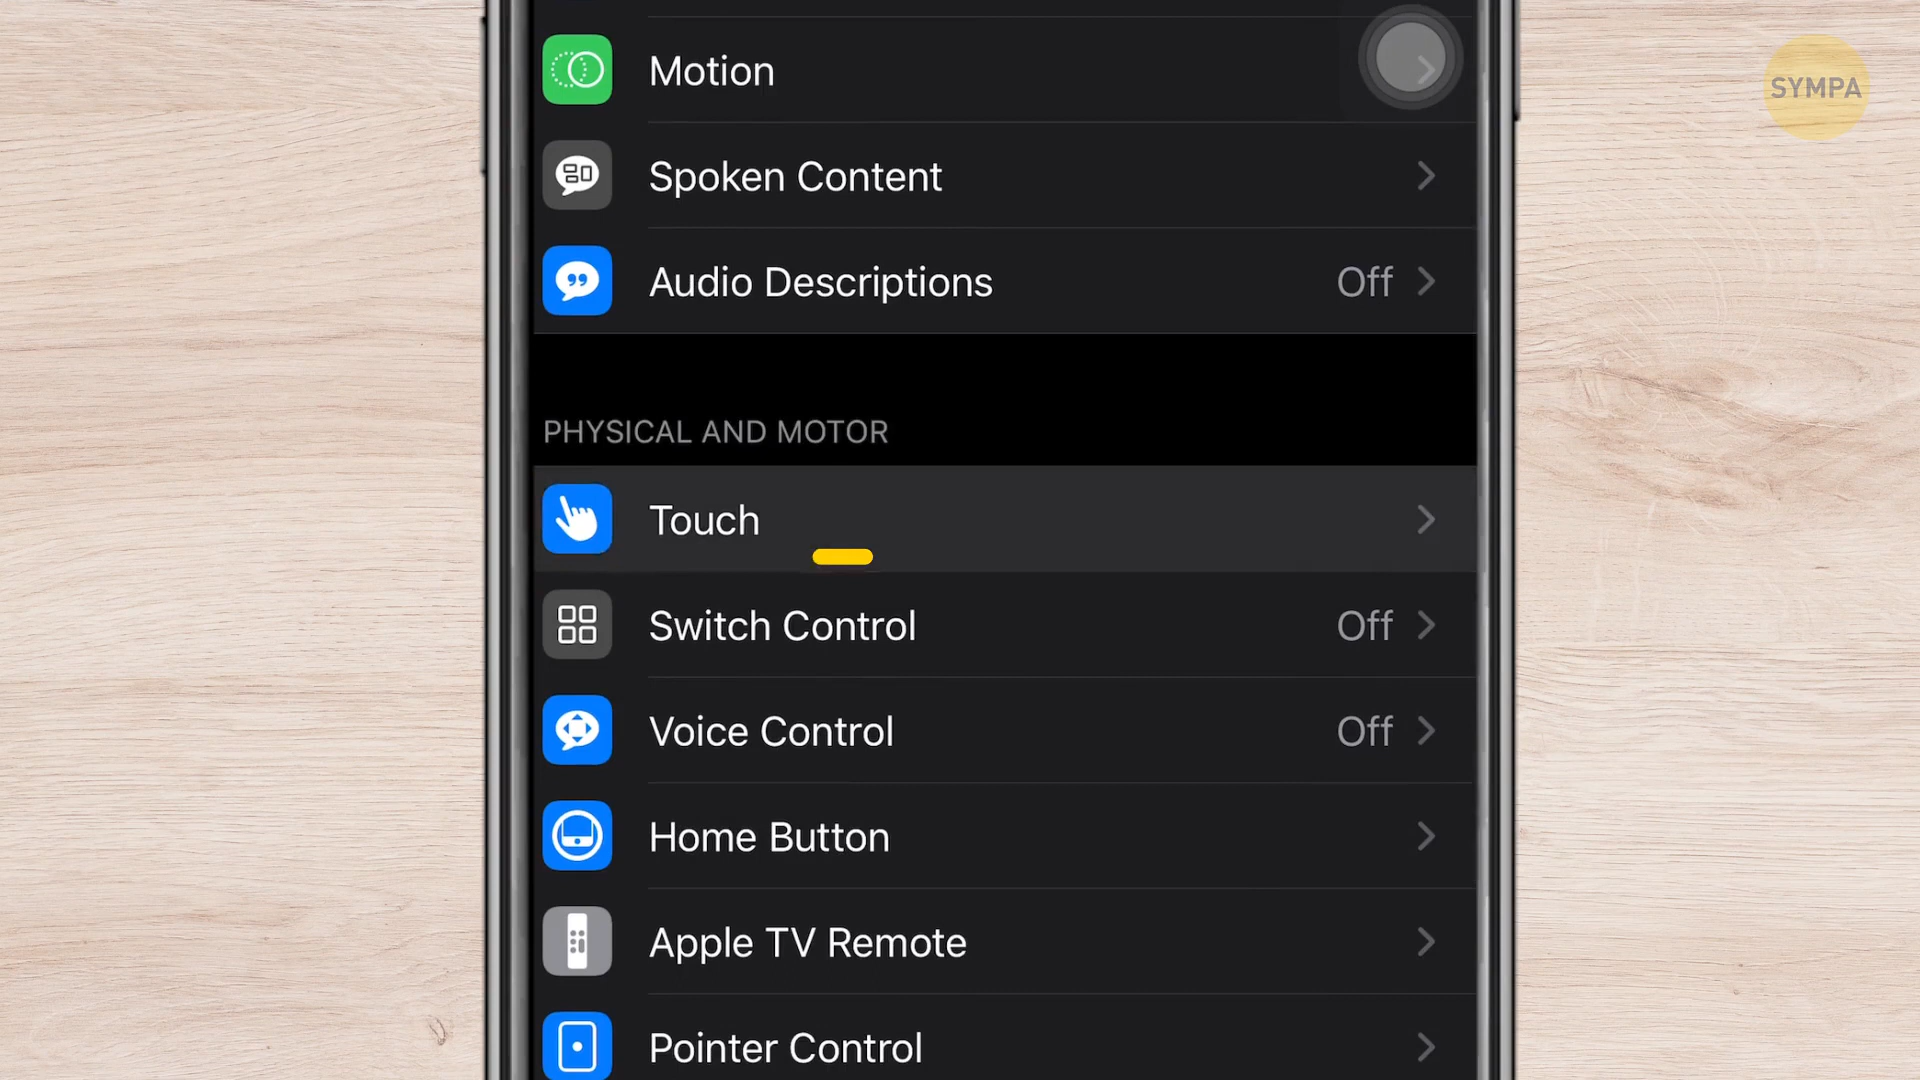 Motion
SYMPA
Spoken Content
Audio Descriptions Off
PHYSICAL AND MOTOR
Touch
Switch Control Off
Voice Control Off
Home Button
Apple TV Remote
Pointer Control